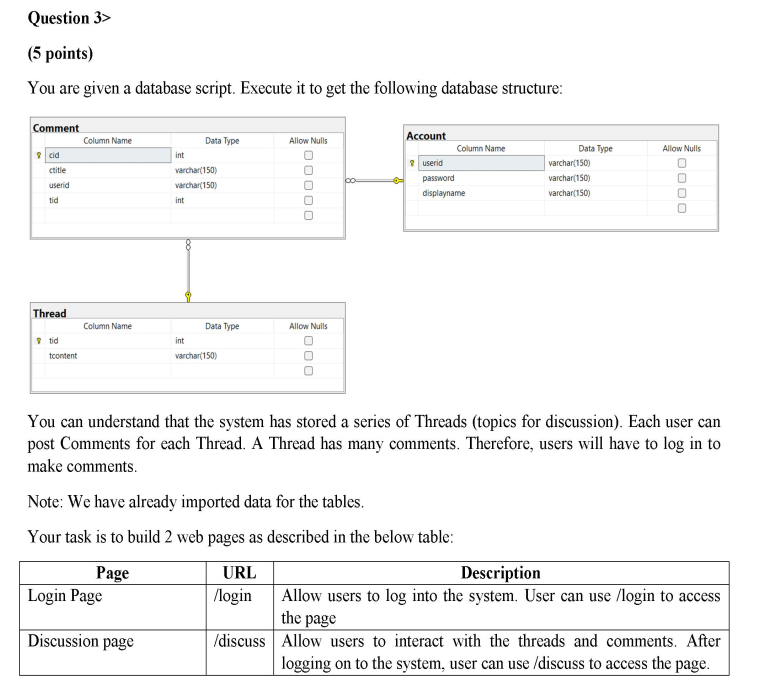 Question 3>
(5 points)
You are given a database script. Execute it to get the following database structure:
Comment
Column Name Data Type Allow Nulls
cid int
ctitle varchar(150)
userid varchar(150)
tid int
Account
Column Name Data Type Allow Nulls
userid varchar(150)
password varchar(150)
displayname varchar(150)
Thread
Column Name Data Type Allow Nulls
tid int
tcontent varchar(150)
You can understand that the system has stored a series of Threads (topics for discussion). Each user can
post Comments for each Thread. A Thread has many comments. Therefore, users will have to log in to
make comments.
Note: We have already imported data for the tables.
Your task is to build 2 web pages as described in the below table:
Page URL Description
Login Page /login Allow users to log into the system. User can use /login to access
the page
Discussion page /discuss Allow users to interact with the threads and comments. After
logging on to the system, user can use /discuss to access the page.